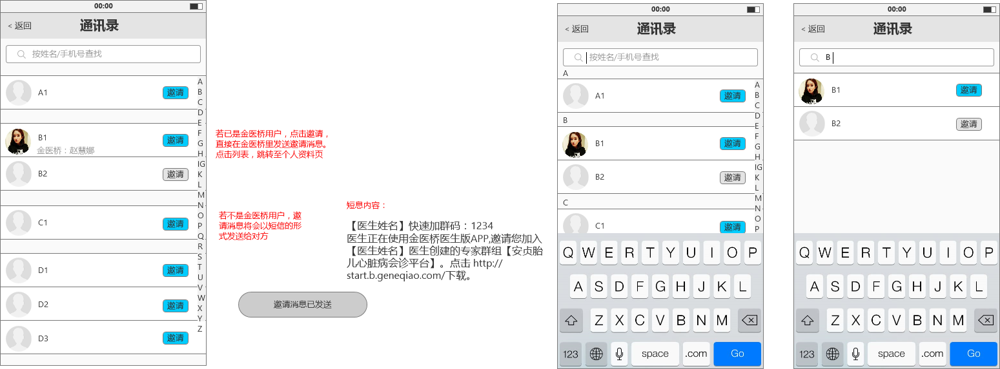 00:00
< 返回
通讯录
按姓名/手机号查找
A1
邀请
B1
金医桥：赵慧娜
邀请
B2
邀请
C1
邀请
D1
邀请
D2
邀请
D3
邀请
A
B
C
D
E
F
G
H
IG
K
L
M
N
O
P
Q
R
S
T
U
V
W
X
Y
Z
若已是金医桥用户，点击邀请，
直接在金医桥里发送邀请消息。
点击列表，跳转至个人资料页
若不是金医桥用户，邀
请消息将会以短信的形
式发送给对方
短息内容：
【医生姓名】快速加群码：1234
医生正在使用金医桥医生版APP,邀请您加入
【医生姓名】医生创建的专家群组【安贞胎
儿心脏病会诊平台】。点击 http://
start.b.geneqiao.com/下载。
邀请消息已发送
00:00
< 返回
通讯录
按姓名/手机号查找
A
A1
邀请
B
B1
邀请
B2
邀请
C
C1
邀请
A
B
C
D
E
F
G
H
IG
K
L
M
N
O
P
Q W E R T Y U I O P
A S D F G H J K L
Z X C V B N M
123 space .com Go
00:00
< 返回
通讯录
B
B1
邀请
B2
邀请
Q W E R T Y U I O P
A S D F G H J K L
Z X C V B N M
123 space .com Go